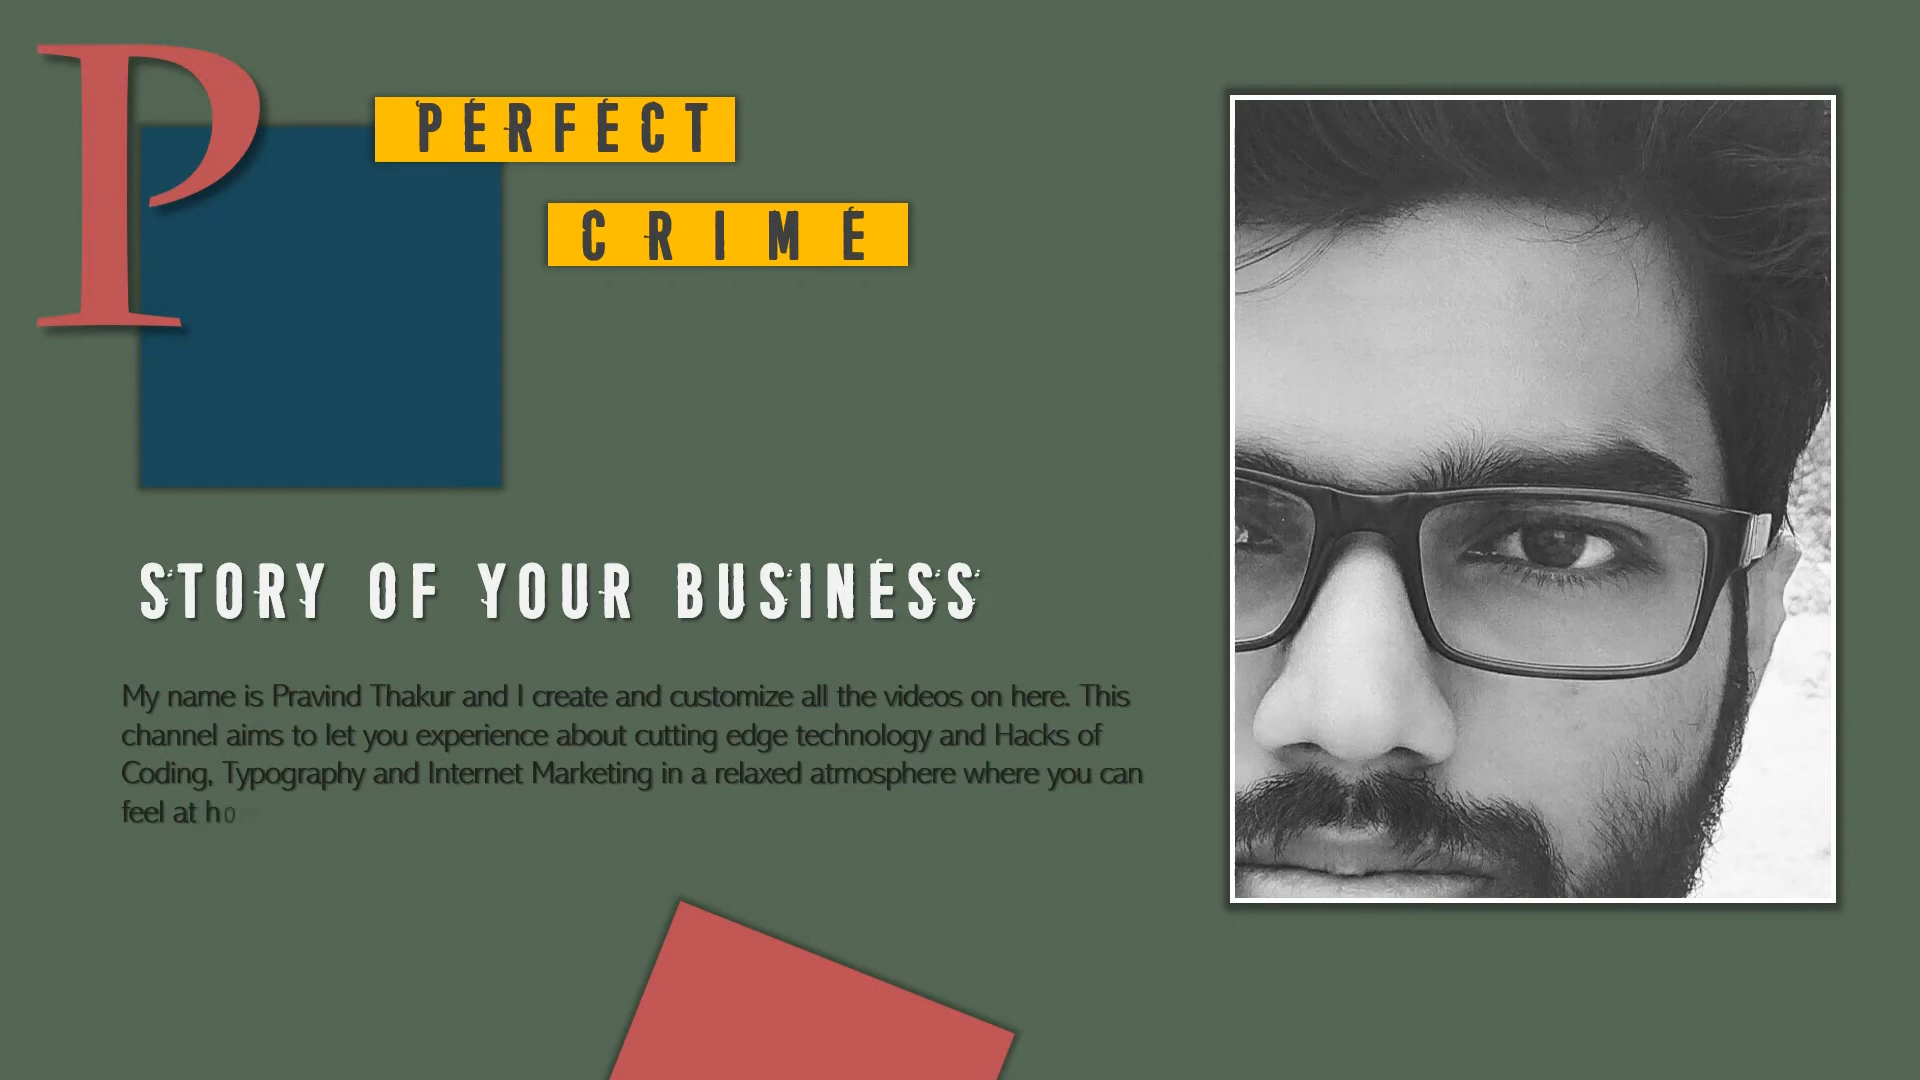 P
PERFECT
CRIME
STORY OF YOUR BUSINESS
My name is Pravind Thakur and I create and customize all the videos on here. This
channel aims to let you experience about cutting edge technology and Hacks of
Coding, Typography and Internet Marketing in a relaxed atmosphere where you can
feel at ho